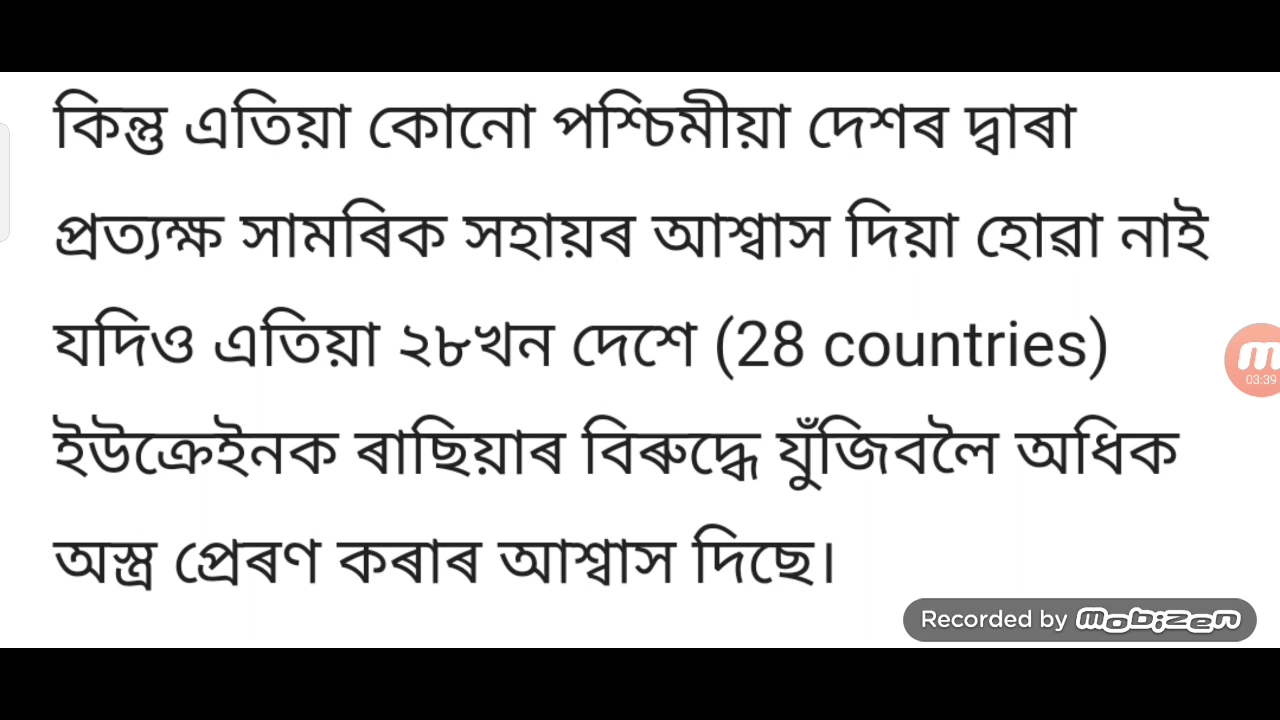 কিন্তু এতিয়া কোনো পশ্চিমীয়া দেশৰ দ্বাৰা
প্ৰত্যক্ষ সামৰিক সহায়ৰ আশ্বাস দিয়া হোৱা নাই
যদিও এতিয়া ২৮খন দেশে (28 countries)
ইউক্ৰেইনক ৰাছিয়াৰ বিৰুদ্ধে যুঁজিবলৈ অধিক
অস্ত্ৰ প্ৰেৰণ কৰাৰ আশ্বাস দিছে।
m
03:39
Recorded by mobizen